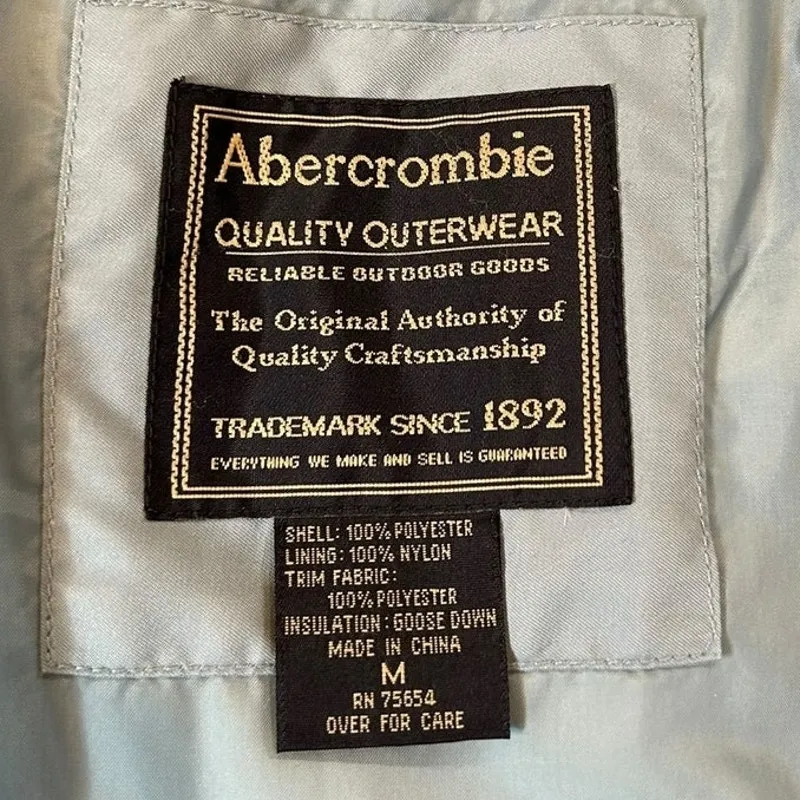 Abercrombie
QUALITY OUTERWEAR
RELIABLE OUTDOOR GOODS
The Original Authority of
Quality Craftsmanship
TRADEMARK SINCE 1892
EVERYTHING WE MAKE AND SELL IS GUARANTEED
SHELL: 100% POLYESTER
LINING: 100% NYLON
TRIM FABRIC:
100% POLYESTER
INSULATION: GOOSE DOWN
MADE IN CHINA
M
RN 75654
OVER FOR CARE